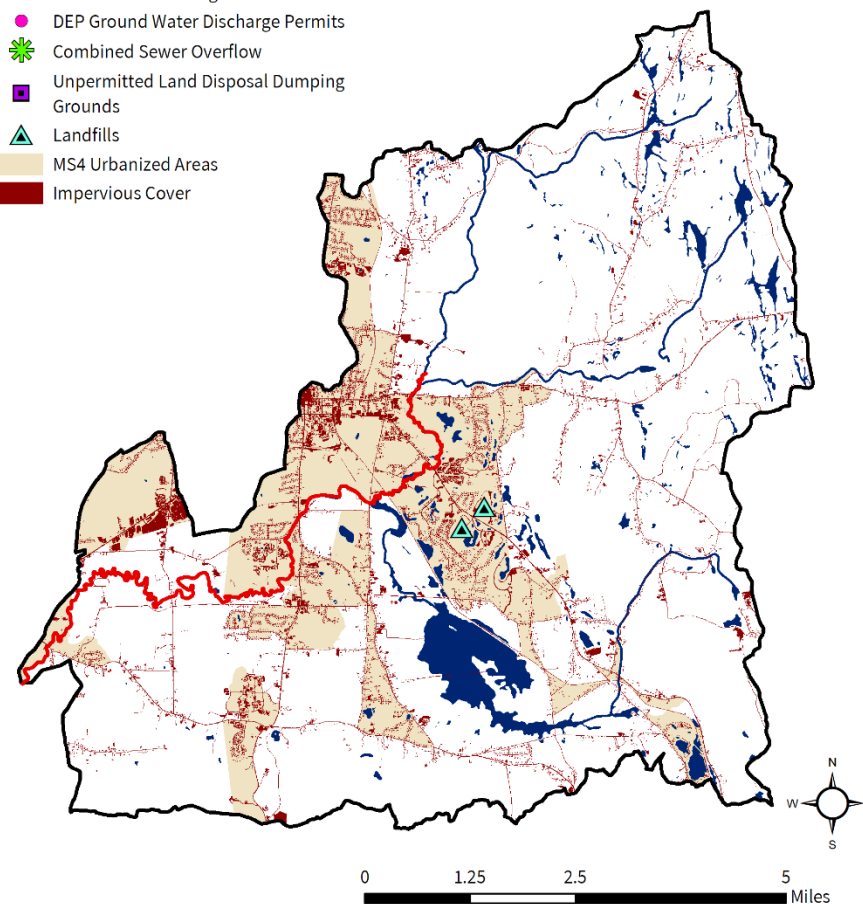 DEP Ground Water Discharge Permits
Combined Sewer Overflow
Unpermitted Land Disposal Dumping
Grounds
Landfills
MS4 Urbanized Areas
Impervious Cover
N
W
S
0
1.25
2.5
5
Miles